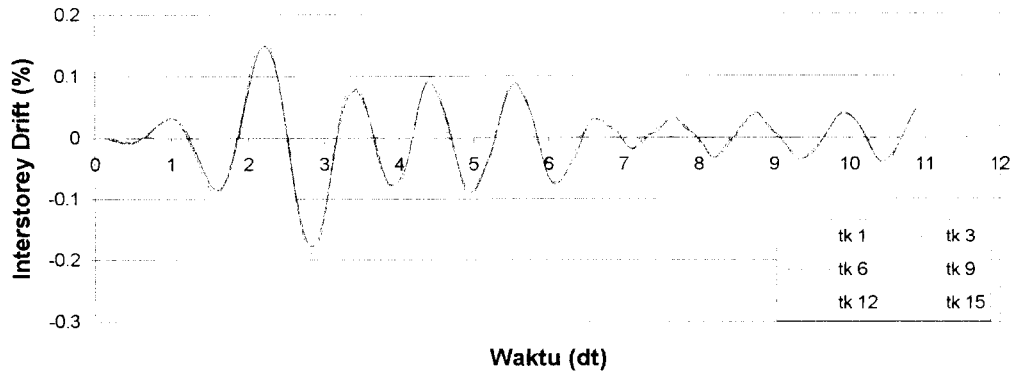 0.2
0.1
0
-0.1
-0.2
-0.3
Interstorey Drift (%)
0 1 2 3 4 5 6 7 8 9 10 11 12
Waktu (dt)
tk 1 tk 3
tk 6 tk 9
tk 12 tk 15